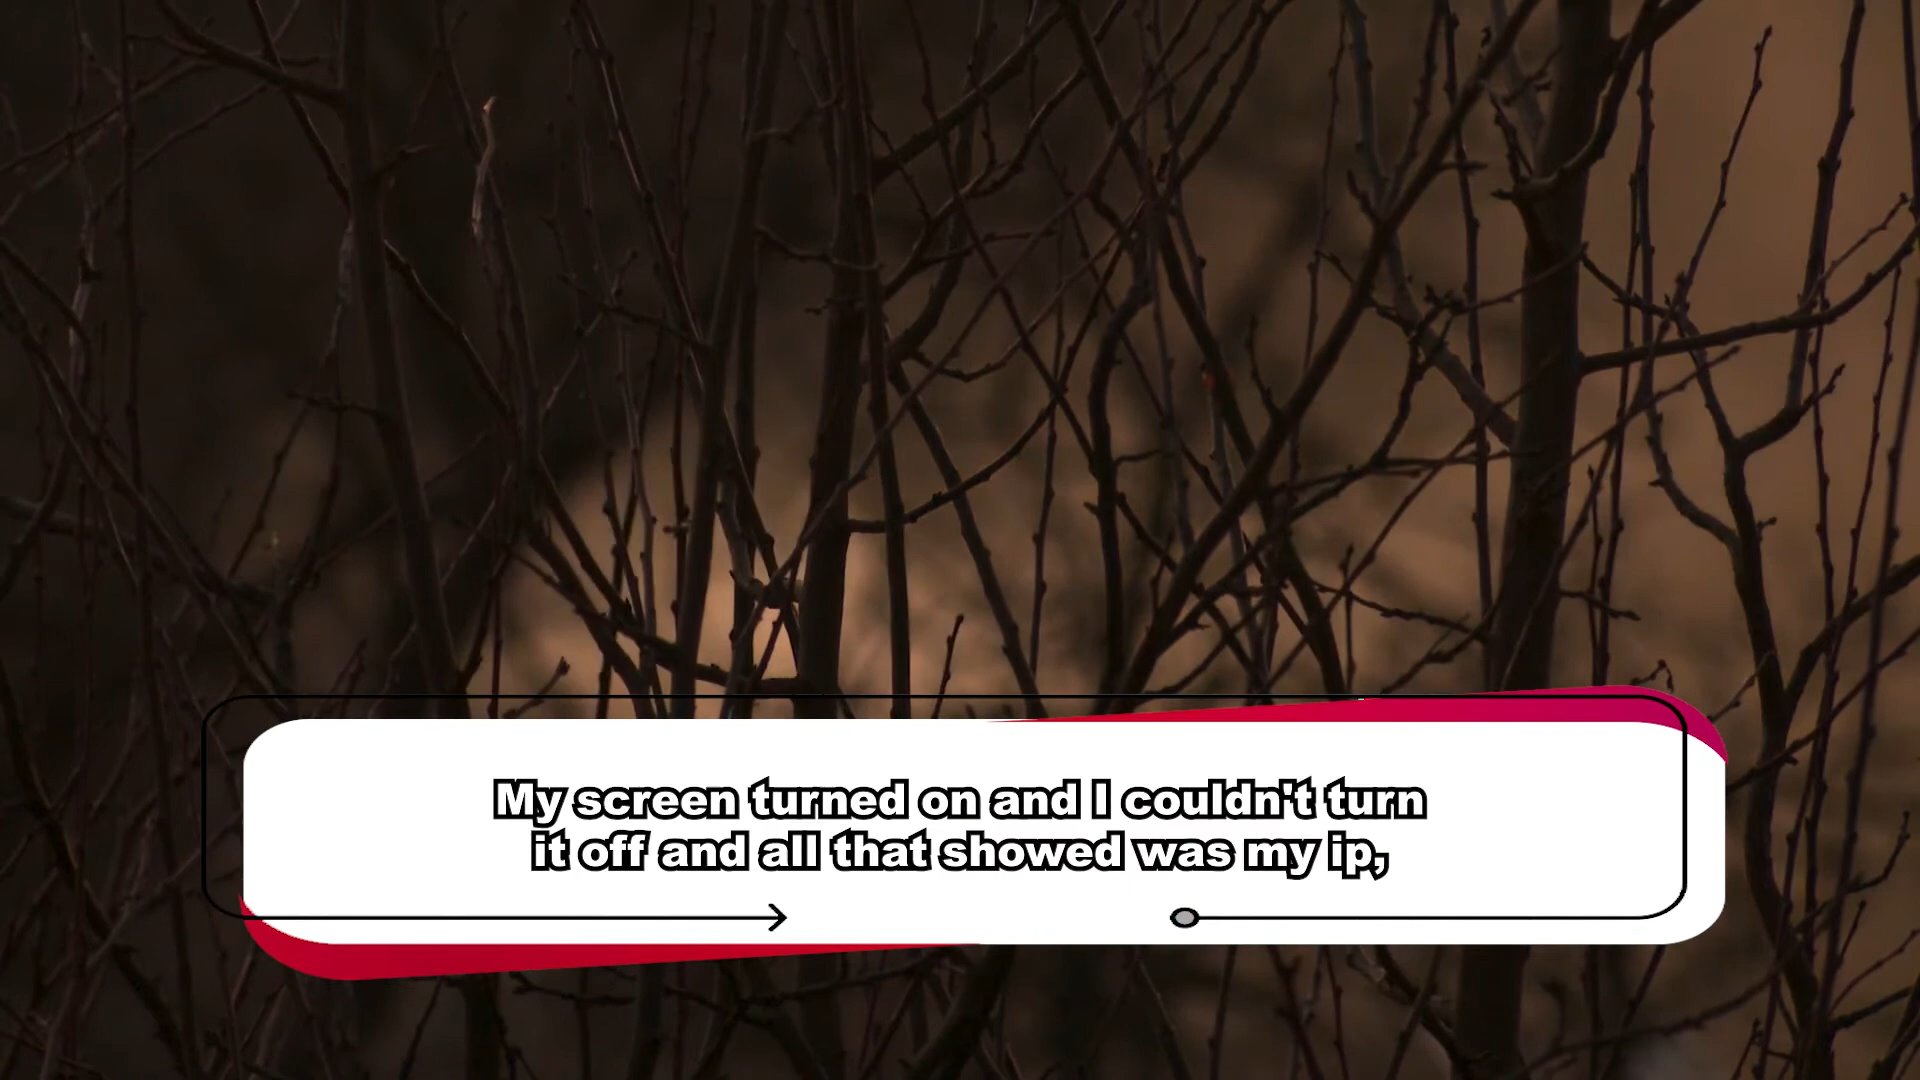 My screen turned on and I couldn't turn
it off and all that showed was my ip,